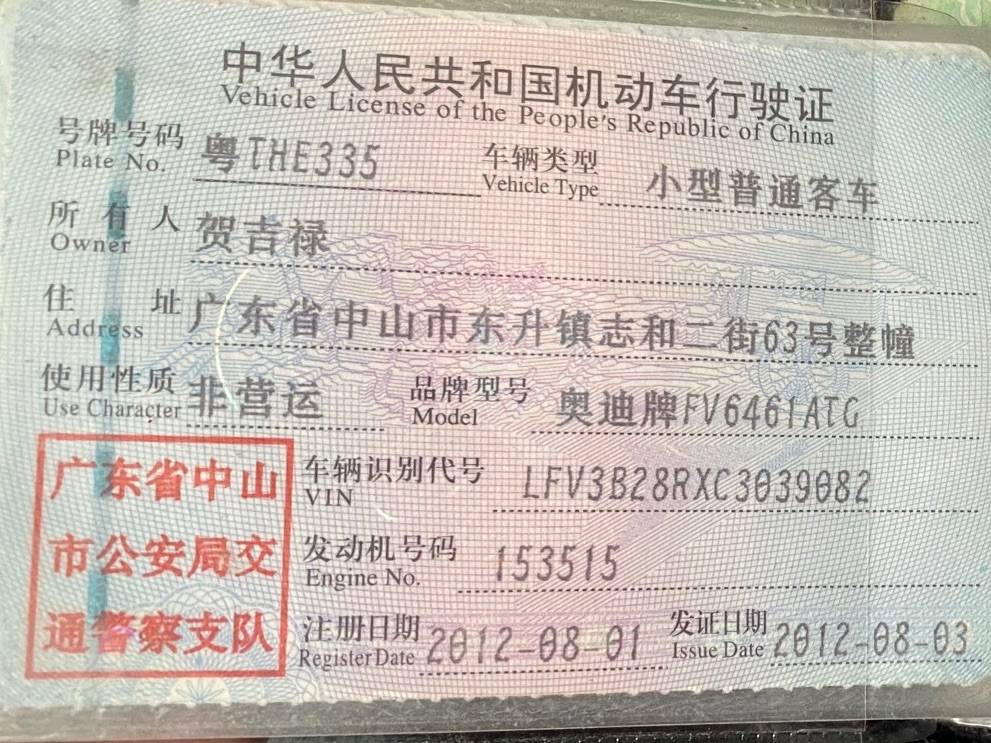 中华人民共和国机动车行驶证
Vehicle License of the People's Republic of China
号牌号码 粤THE335 车辆类型 小型普通客车
Plate No. Vehicle Type
所有人 贺吉禄
Owner
住址 广东省中山市东升镇志和二街63号整幢
Address
使用性质 非营运 品牌型号 奥迪牌FV6461ATG
Use Character Model
广东省中山
市公安局交
通警察支队
车辆识别代号 LFV3B28RXC3039082
VIN
发动机号码 153515
Engine No.
注册日期 2012-08-01 发证日期 2012-08-03
Register Date Issue Date